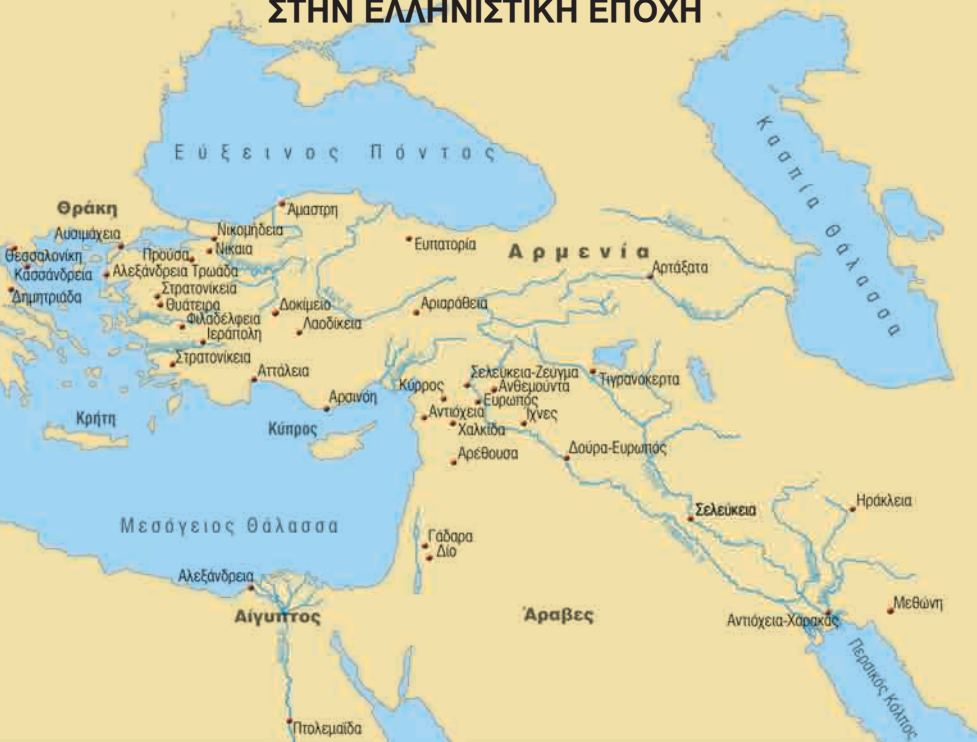 ΣΤΗΝ ΕΛΛΗΝΙΣΤΙΚΗ ΕΠΟΧΗ
Κασπία Θάλασσα
Εύξεινος Πόντος
Θράκη
Άμαστρη
Λυσιμάχεια
Νικομήδεια
Ευπατορία
Αρμενία
Θεσσαλονίκη
Προύσα
Νίκαια
Κασσάνδρεια
Αλεξάνδρεια Τρωάδα
Αρτάξατα
Δημητριάδα
Στρατονίκεια
Θυάτειρα
Δοκίμειο
Αριαράθεια
Φιλαδέλφεια
Λαοδίκεια
Ιεράπολη
Στρατονίκεια
Αττάλεια
Σελεύκεια-Ζεύγμα
Τιγρανόκερτα
Κύρρος
Ανθεμούντα
Αρσινόη
Ευρωπός
Κρήτη
Αντιόχεια
Ίχνες
Κύπρος
Χαλκίδα
Αρέθουσα
Δούρα-Ευρωπός
Ηράκλεια
Σελεύκεια
Μεσόγειος Θάλασσα
Γάδαρα
Δίο
Αλεξάνδρεια
Μεθώνη
Αίγυπτος
Άραβες
Αντιόχεια-Χάρακας
Περσικός Κόλπος
Πτολεμαΐδα